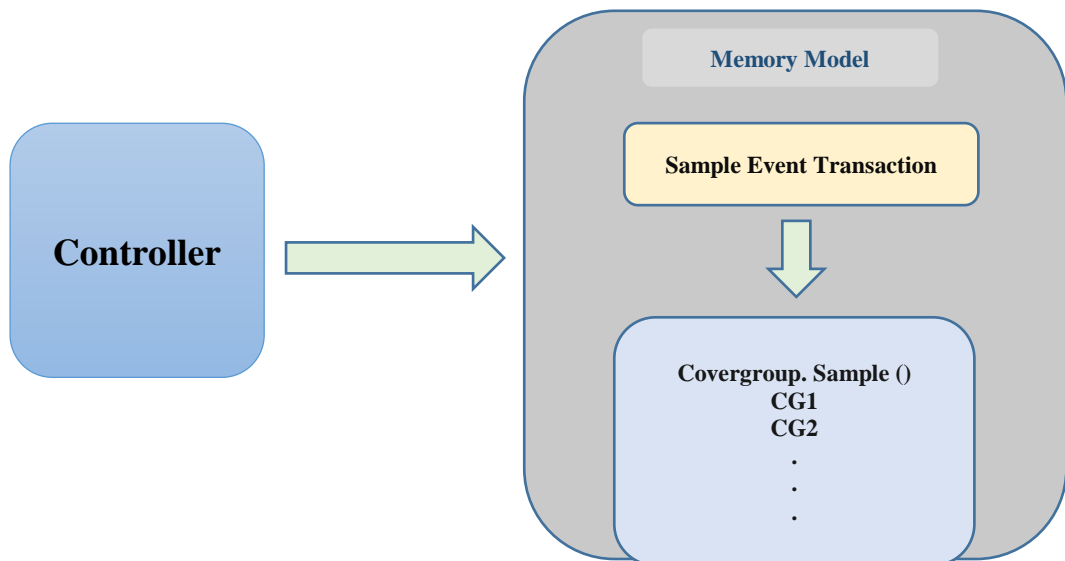 Memory Model
Sample Event Transaction
Controller
Covergroup. Sample ()
CG1
CG2
.
.
.